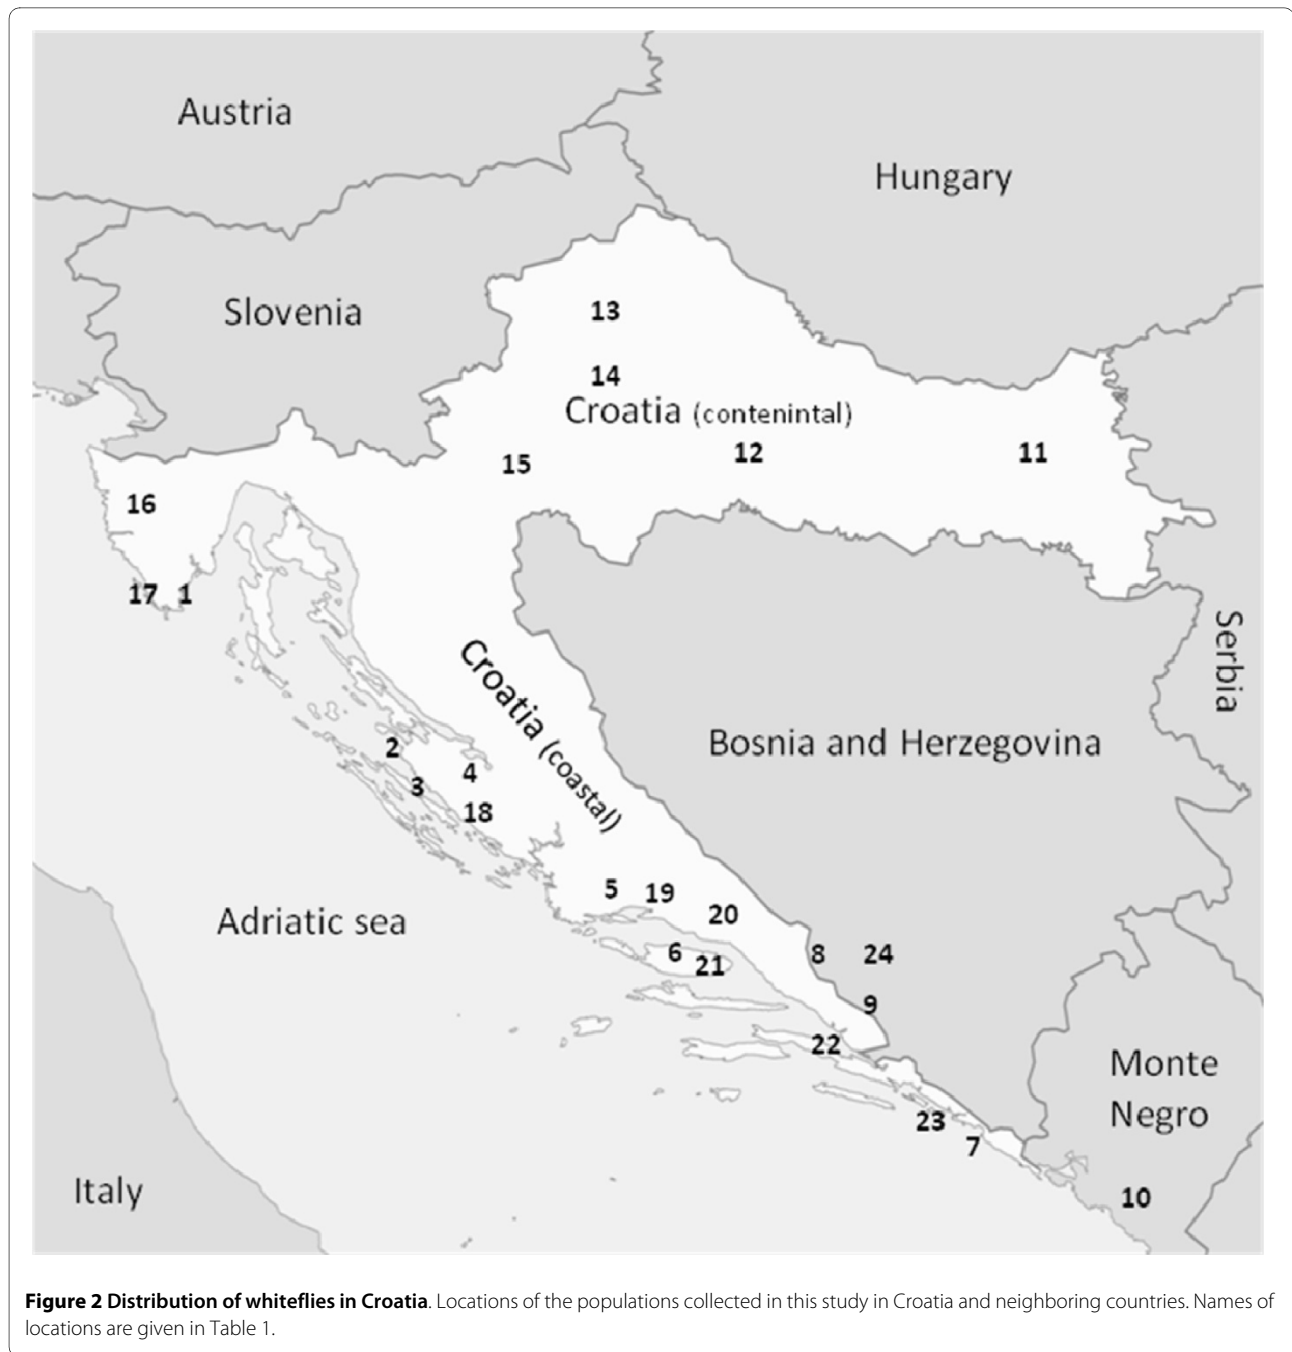 Austria
Hungary
Slovenia
13
14
Croatia (contenintal)
12
11
15
16
17 1
Serbia
Croatia (coastal)
Bosnia and Herzegovina
2
4
3
18
5 19
20
Adriatic sea
6
21
8 24
9
22
Monte
Negro
23
7
Italy
10
Figure 2 Distribution of whiteflies in Croatia. Locations of the populations collected in this study in Croatia and neighboring countries. Names of
locations are given in Table 1.